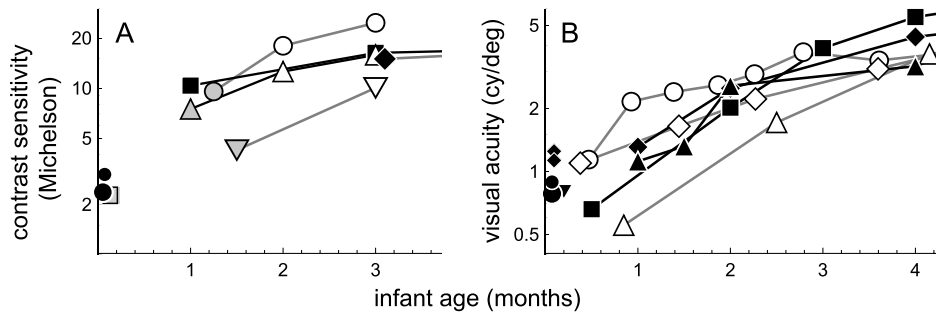 A
B
contrast sensitivity
(Michelson)
20
10
5
2
1
2
3
visual acuity (cy/deg)
5
2
1
0.5
1
2
3
4
infant age (months)